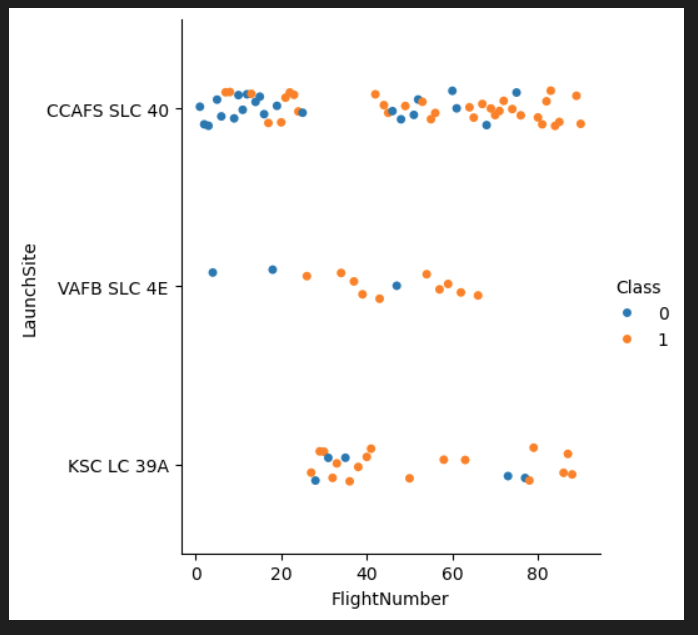 CCAFS SLC 40
VAFB SLC 4E
KSC LC 39A
LaunchSite
0 20 40 60 80
FlightNumber
Class
0
1